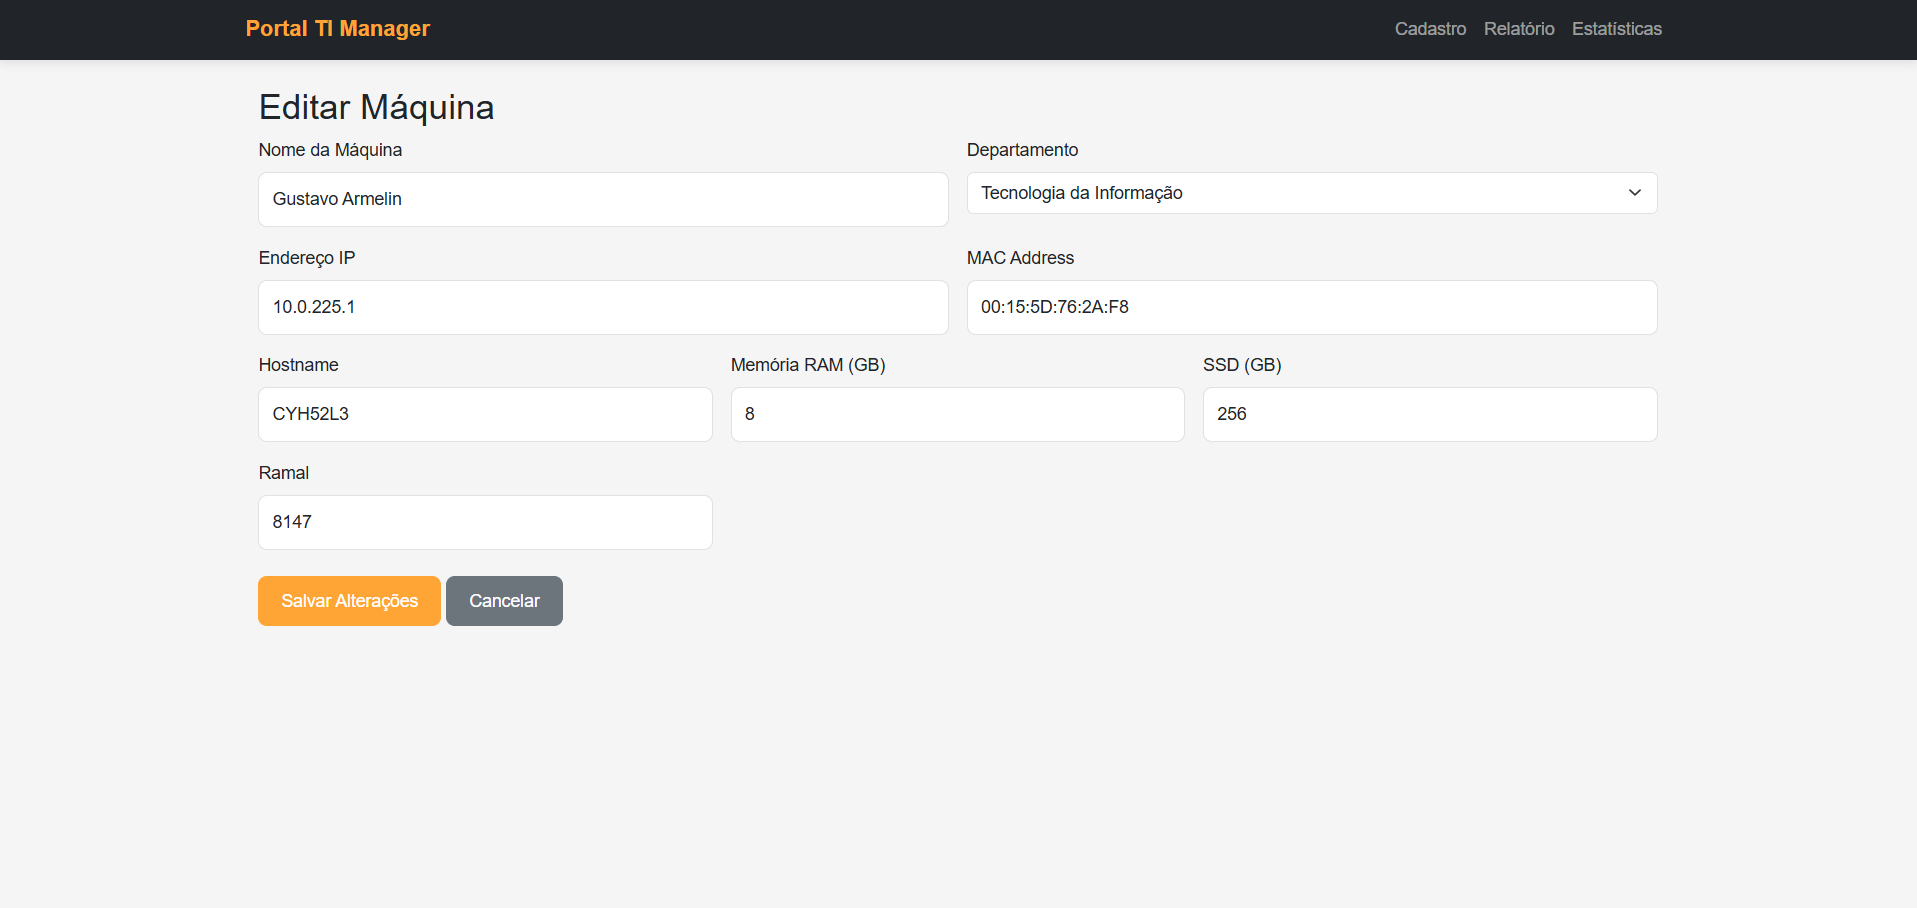 Portal TI Manager
Cadastro Relatório Estatísticas
Editar Máquina
Nome da Máquina
Departamento
Gustavo Armelin
Tecnologia da Informação
Endereço IP
MAC Address
10.0.225.1
00:15:5D:76:2A:F8
Hostname
Memória RAM (GB)
SSD (GB)
CYH52L3
8
256
Ramal
8147
Salvar Alterações
Cancelar